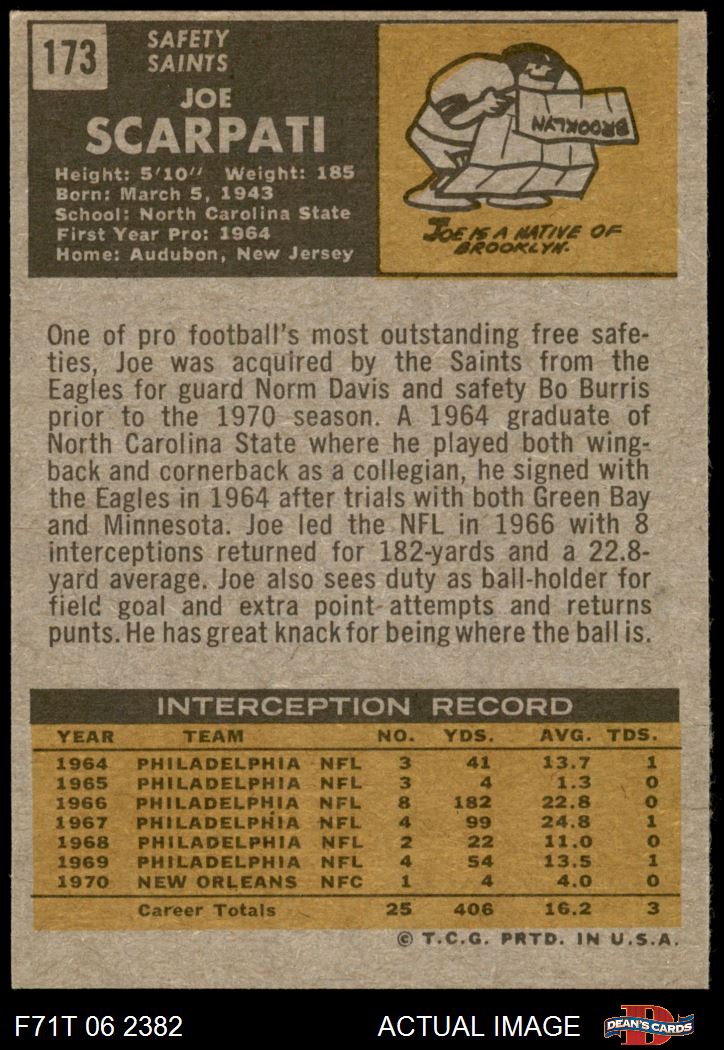 173
SAFETY
SAINTS
JOE
SCARPATI
Height: 5'10" Weight: 185
Born: March 5, 1943
School: North Carolina State
First Year Pro: 1964
Home: Audubon, New Jersey
BROOKLYN
JOE IS A NATIVE OF
BROOKLYN.
One of pro football's most outstanding free safe-
ties, Joe was acquired by the Saints from the
Eagles for guard Norm Davis and safety Bo Burris
prior to the 1970 season. A 1964 graduate of
North Carolina State where he played both wing-
back and cornerback as a collegian, he signed with
the Eagles in 1964 after trials with both Green Bay
and Minnesota. Joe led the NFL in 1966 with 8
interceptions returned for 182-yards and a 22.8-
yard average. Joe also sees duty as ball-holder for
field goal and extra point attempts and returns
punts. He has great knack for being where the ball is.
INTERCEPTION RECORD
YEAR TEAM NO. YDS. AVG. TDS.
1964 PHILADELPHIA NFL 3 41 13.7 1
1965 PHILADELPHIA NFL 3 4 1.3 0
1966 PHILADELPHIA NFL 8 182 22.8 0
1967 PHILADELPHIA NFL 4 99 24.8 1
1968 PHILADELPHIA NFL 2 22 11.0 0
1969 PHILADELPHIA NFL 4 54 13.5 1
1970 NEW ORLEANS NFC 1 4 4.0 0
Career Totals 25 406 16.2 3
© T.C.G. PRTD. IN U.S.A.
F71T 06 2382 ACTUAL IMAGE D DEAN'S CARDS